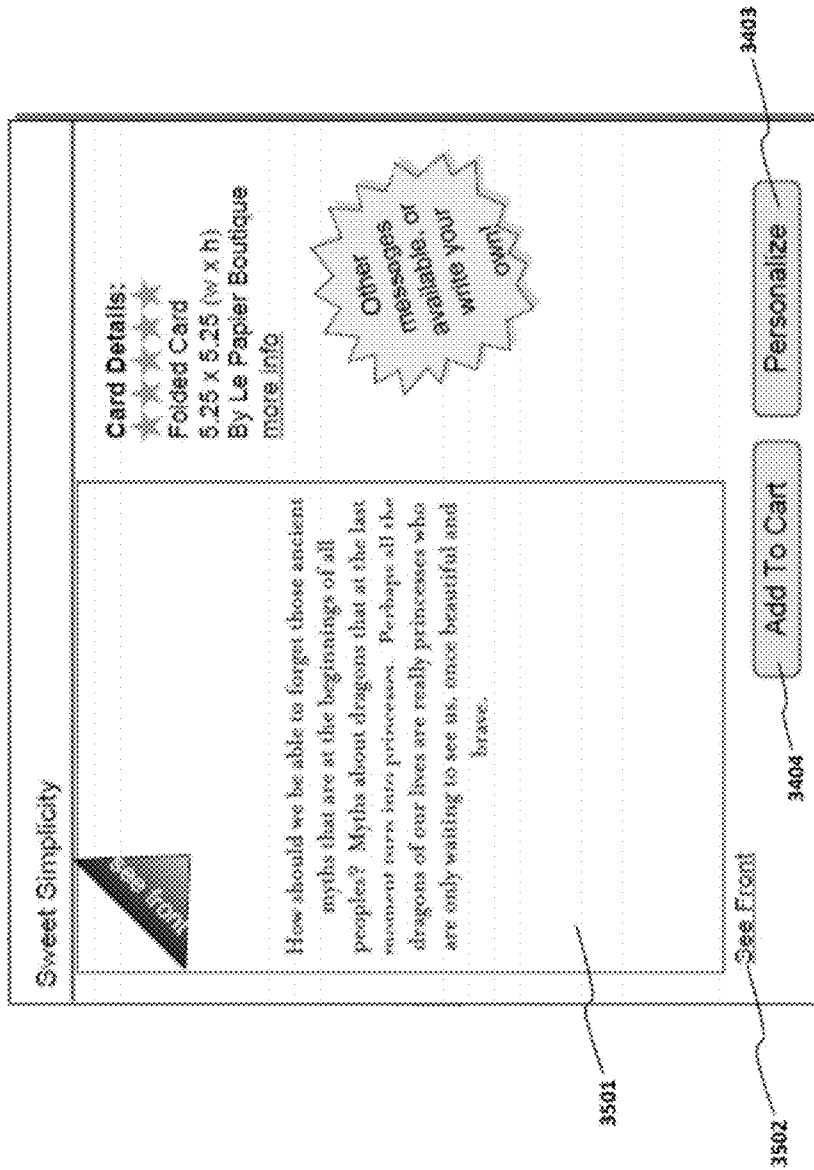 Sweet Simplicity
See Front
How should we be able to forget those ancient
myths that are at the beginnings of all
peoples? Myths about dragons that at the last
moment turn into princesses. Perhaps all the
dragons of our lives are really princesses who
are only waiting to see us, once beautiful and
brave.
Card Details:
Folded Card
5.25 x 5.25 (w x h)
By Le Papier Boutique
more info
Other
messages
available, or
write your
own!
See Front
Add To Cart
Personalize
3501
3502
3404
3403